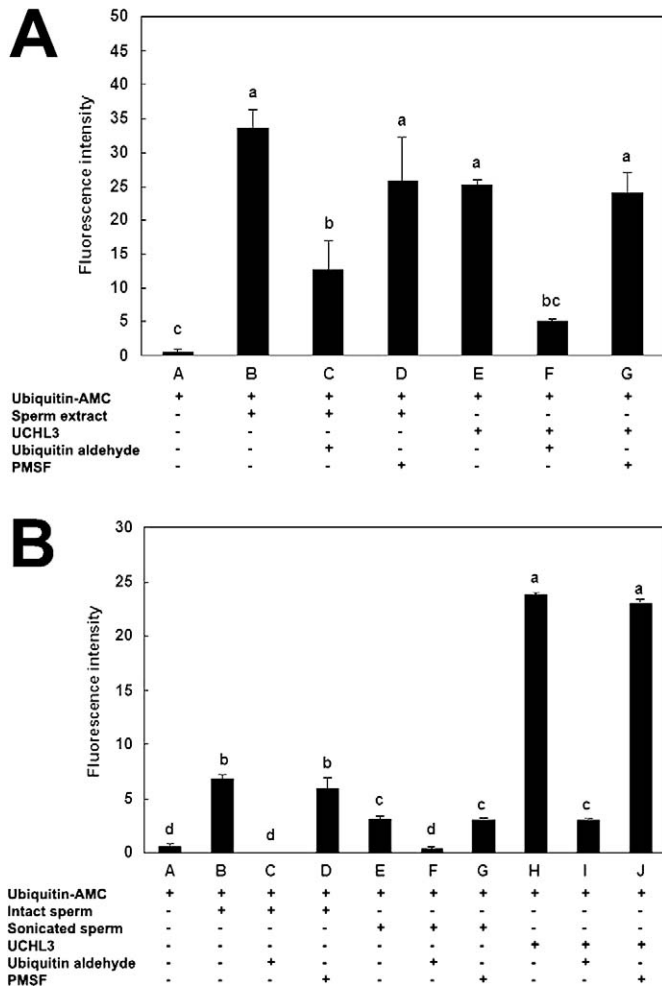 A
50
45
40
35
30
25
20
15
10
5
0
Fluorescence intensity
c a b a a bc a
A B C D E F G
Ubiquitin-AMC + + + + + + +
Sperm extract - + + + - - -
UCHL3 - - - - + + +
Ubiquitin aldehyde - - + - - + -
PMSF - - - + - - +
B
30
25
20
15
10
5
0
Fluorescence intensity
d b d b c d c a c a
A B C D E F G H I J
Ubiquitin-AMC + + + + + + + + + +
Intact sperm - + + + - - - - - -
Sonicated sperm - - - - + + + - - -
UCHL3 - - - - - - - + + +
Ubiquitin aldehyde - - + - - + - - + -
PMSF - - - + - - + - - +